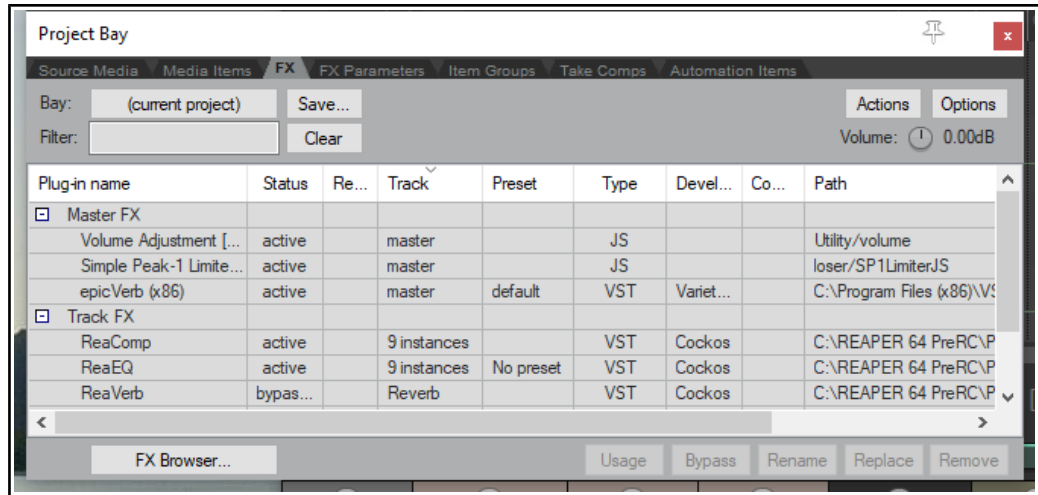 Project Bay x
Source Media Media Items FX FX Parameters Item Groups Take Comps Automation Items
Bay: (current project) Save... Actions Options
Filter: Clear Volume: 0.00dB
Plug-in name Status Re... Track Preset Type Devel... Co... Path
Master FX
Volume Adjustment [... active master JS Utility/volume
Simple Peak-1 Limite... active master JS loser/SP1LimiterJS
epicVerb (x86) active master default VST Variet... C:\Program Files (x86)\VS
Track FX
ReaComp active 9 instances VST Cockos C:\REAPER 64 PreRC\P
ReaEQ active 9 instances No preset VST Cockos C:\REAPER 64 PreRC\P
ReaVerb bypas... Reverb VST Cockos C:\REAPER 64 PreRC\P
FX Browser... Usage Bypass Rename Replace Remove